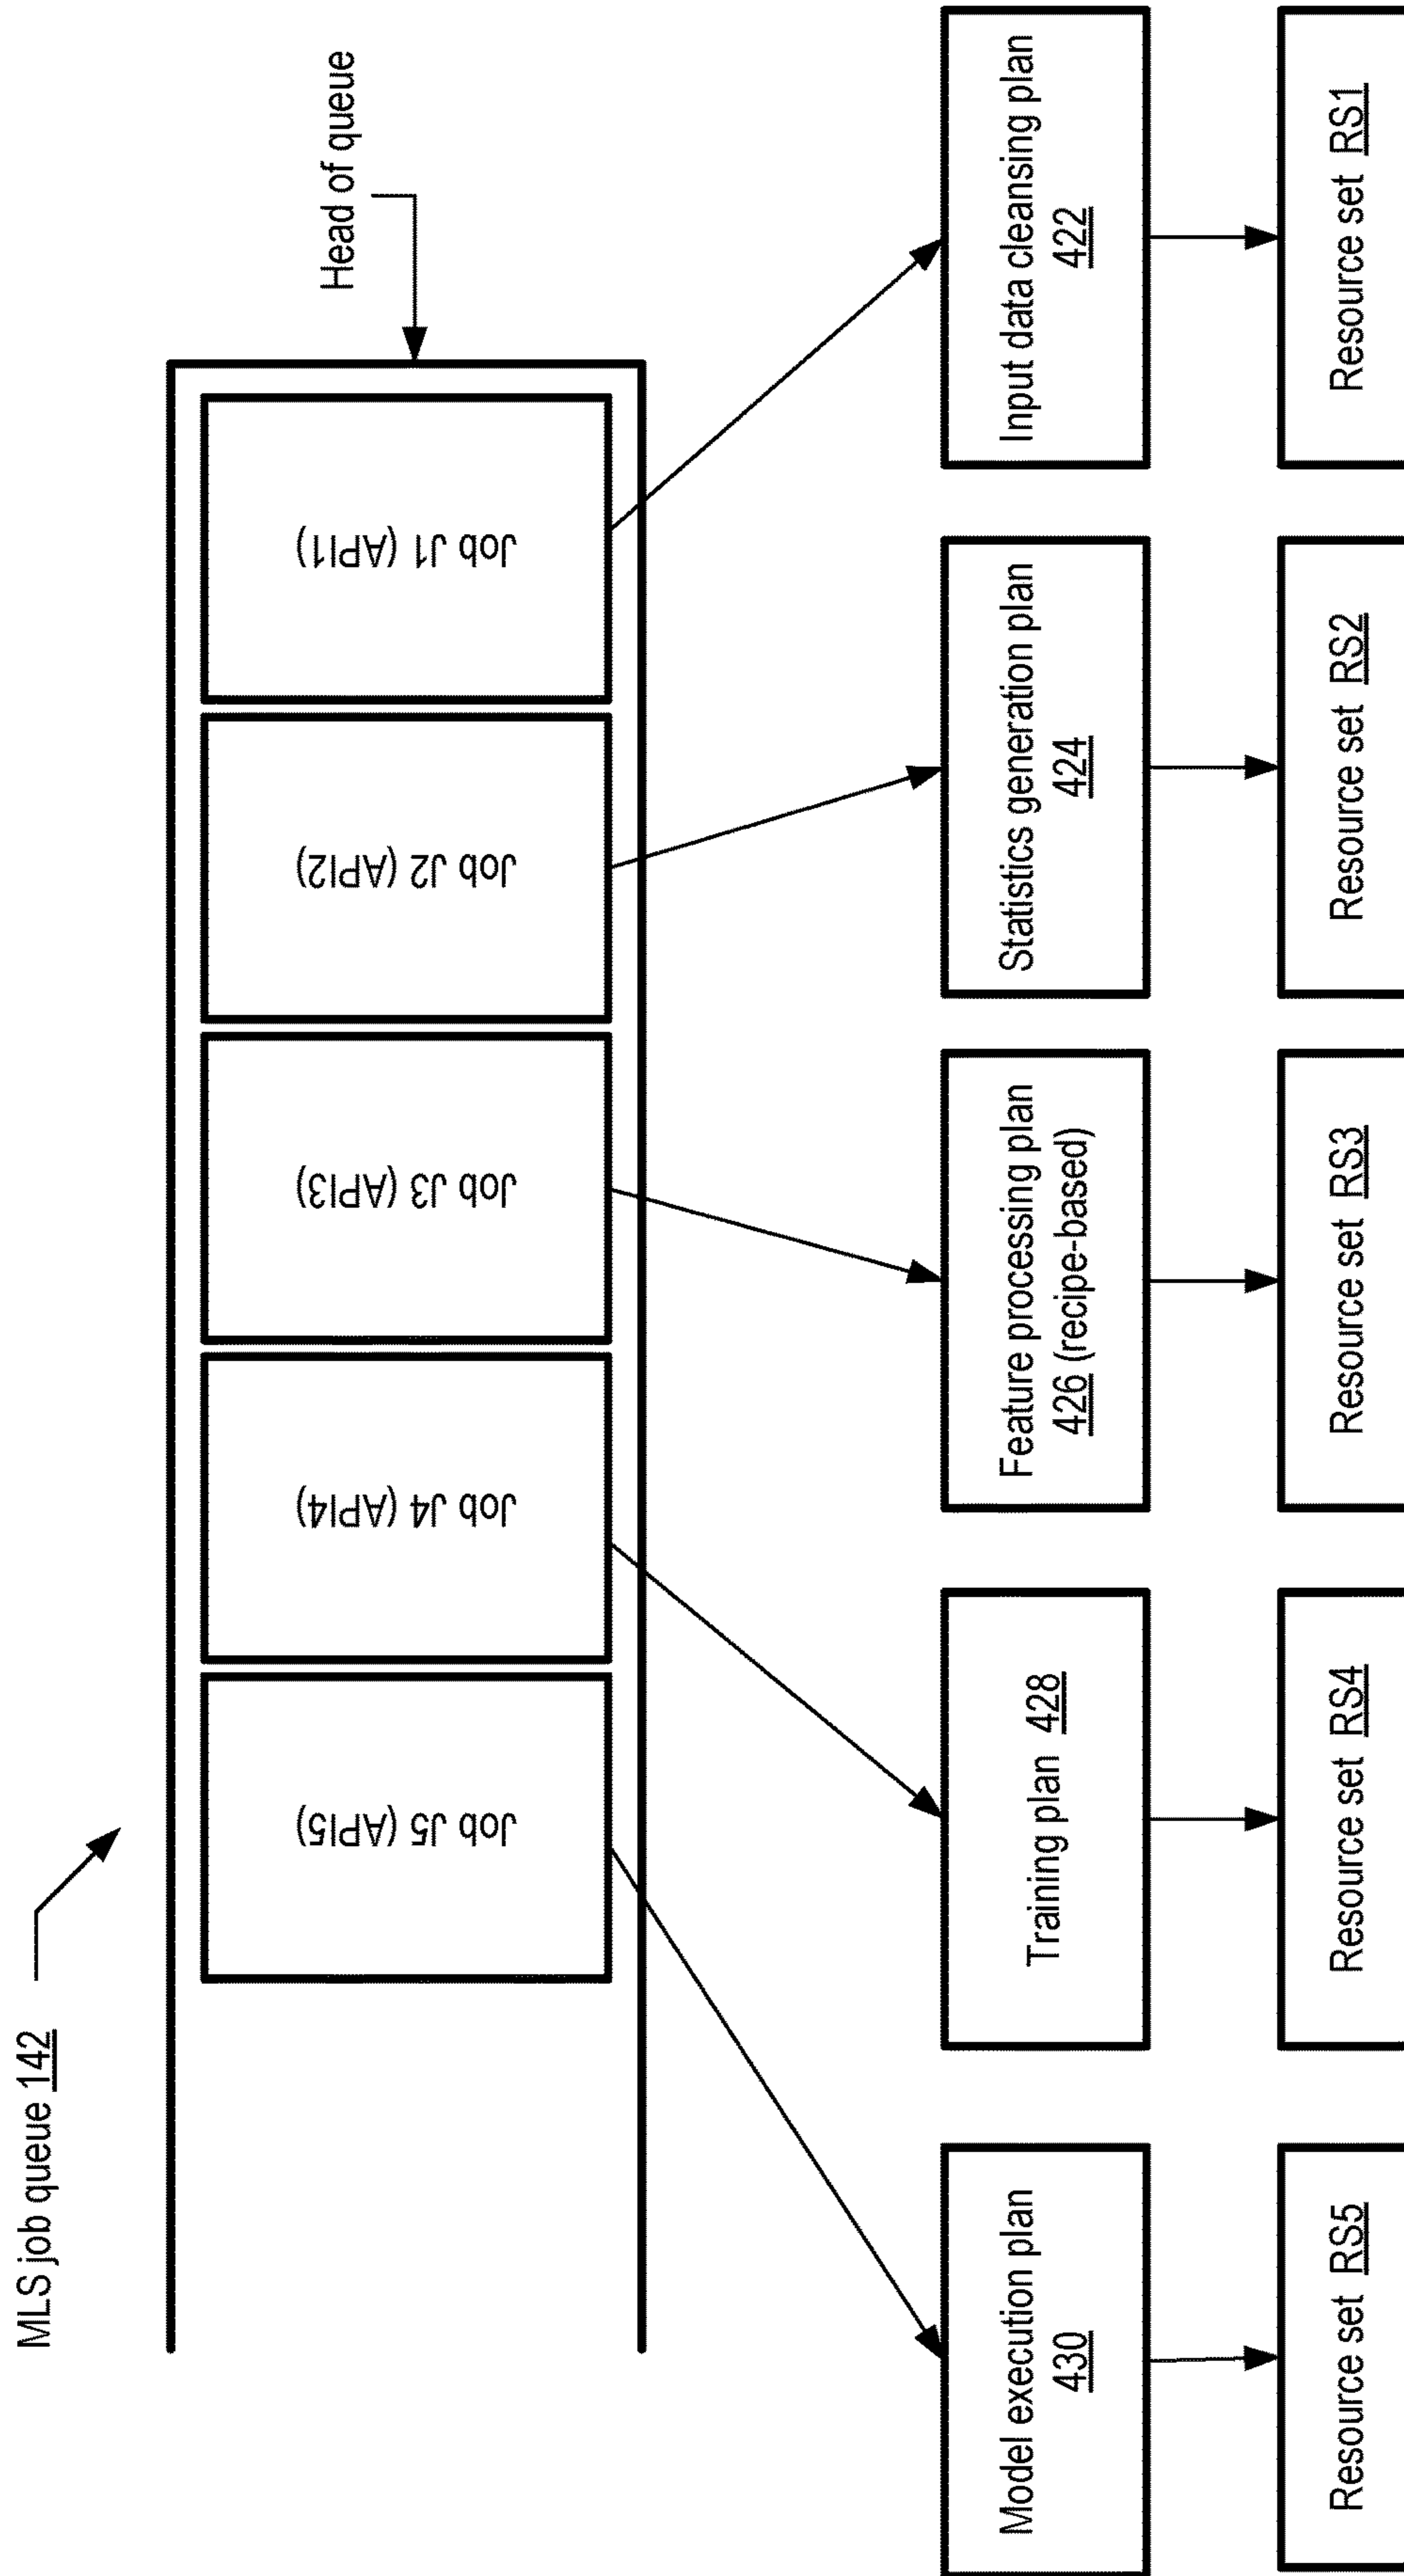 MLS job queue 142
Head of queue
Job J5 (API5)
Job J4 (API4)
Job J3 (API3)
Job J2 (API2)
Job J1 (API1)
Model execution plan
430
Training plan 428
Feature processing plan
426 (recipe-based)
Statistics generation plan
424
Input data cleansing plan
422
Resource set RS5
Resource set RS4
Resource set RS3
Resource set RS2
Resource set RS1